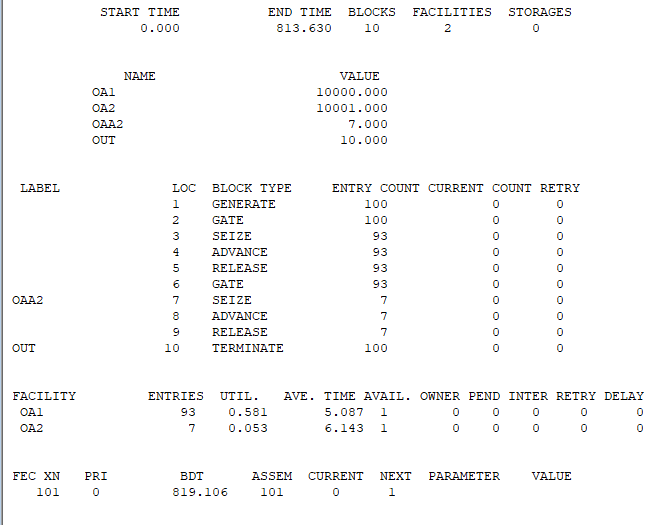 START TIME END TIME BLOCKS FACILITIES STORAGES
0.000 813.630 10 2 0
NAME VALUE
OA1 10000.000
OA2 10001.000
OAA2 7.000
OUT 10.000
LABEL LOC BLOCK TYPE ENTRY COUNT CURRENT COUNT RETRY
1 GENERATE 100 0 0
2 GATE 100 0 0
3 SEIZE 93 0 0
4 ADVANCE 93 0 0
5 RELEASE 93 0 0
6 GATE 93 0 0
OAA2 7 SEIZE 7 0 0
8 ADVANCE 7 0 0
9 RELEASE 7 0 0
OUT 10 TERMINATE 100 0 0
FACILITY ENTRIES UTIL. AVE. TIME AVAIL. OWNER PEND INTER RETRY DELAY
OA1 93 0.581 5.087 1 0 0 0 0 0
OA2 7 0.053 6.143 1 0 0 0 0 0
FEC XN PRI BDT ASSEM CURRENT NEXT PARAMETER VALUE
101 0 819.106 101 0 1